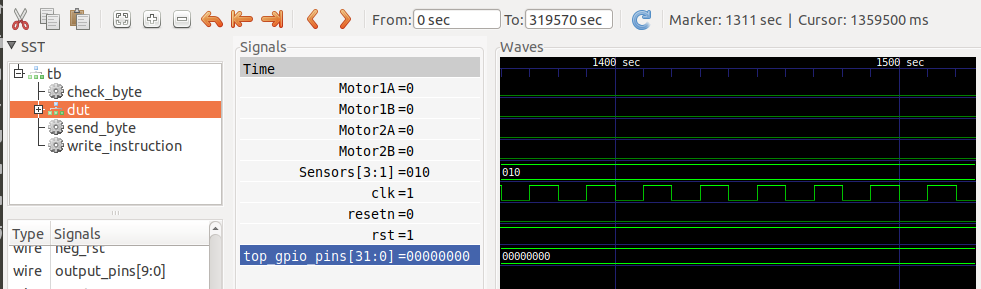 From: 0 sec To: 319570 sec Marker: 1311 sec | Cursor: 1359500 ms
SST
tb
check_byte
dut
send_byte
write_instruction
Type Signals
wire neg_rst
wire output_pins[9:0]
Signals
Time
Motor1A =0
Motor1B =0
Motor2A =0
Motor2B =0
Sensors[3:1] =010
clk =1
resetn =0
rst =1
top_gpio_pins[31:0] =00000000
Waves
1400 sec 1500 sec
010
00000000